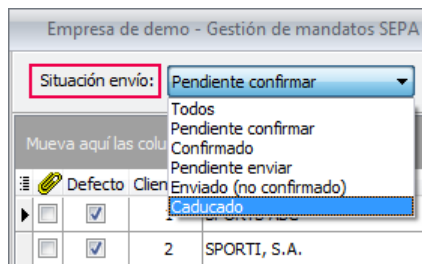 Empresa de demo - Gestión de mandatos SEPA
Situación envío: Pendiente confirmar
Todos
Pendiente confirmar
Confirmado
Pendiente enviar
Enviado (no confirmado)
Caducado
Mueva aquí las colu
Defecto Clien
1
2 SPORTI, S.A.